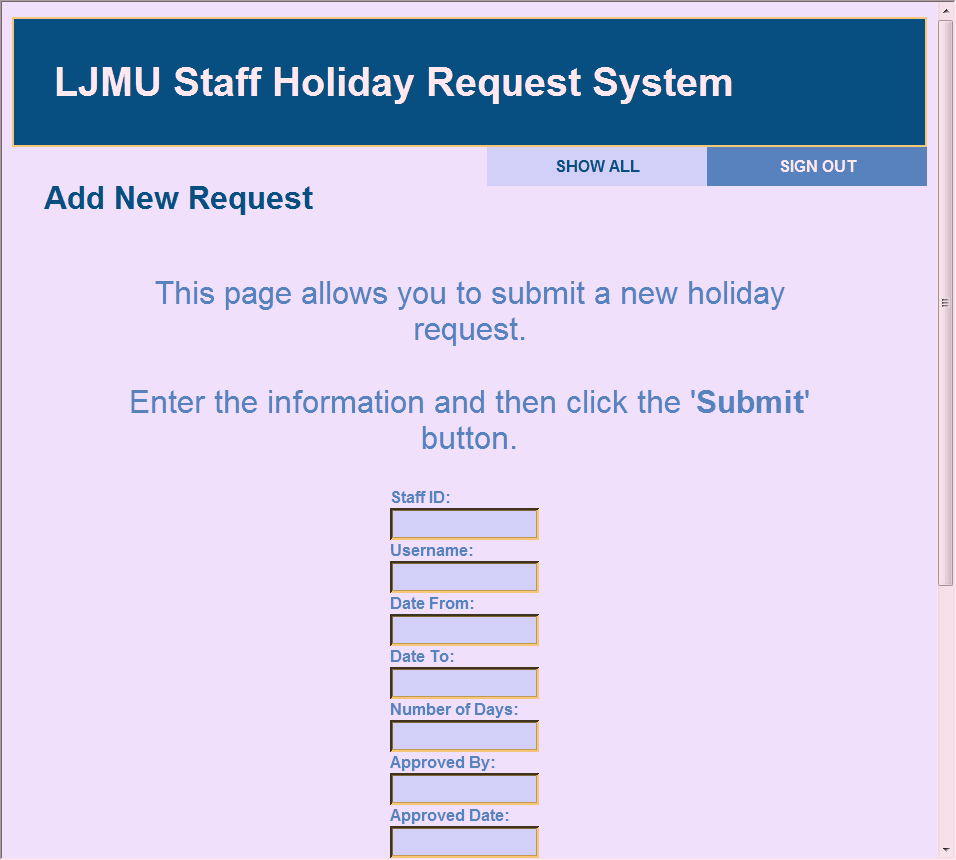 LJMU Staff Holiday Request System
SHOW ALL
SIGN OUT
Add New Request
This page allows you to submit a new holiday
request.
Enter the information and then click the 'Submit'
button.
Staff ID:
Username:
Date From:
Date To:
Number of Days:
Approved By:
Approved Date: